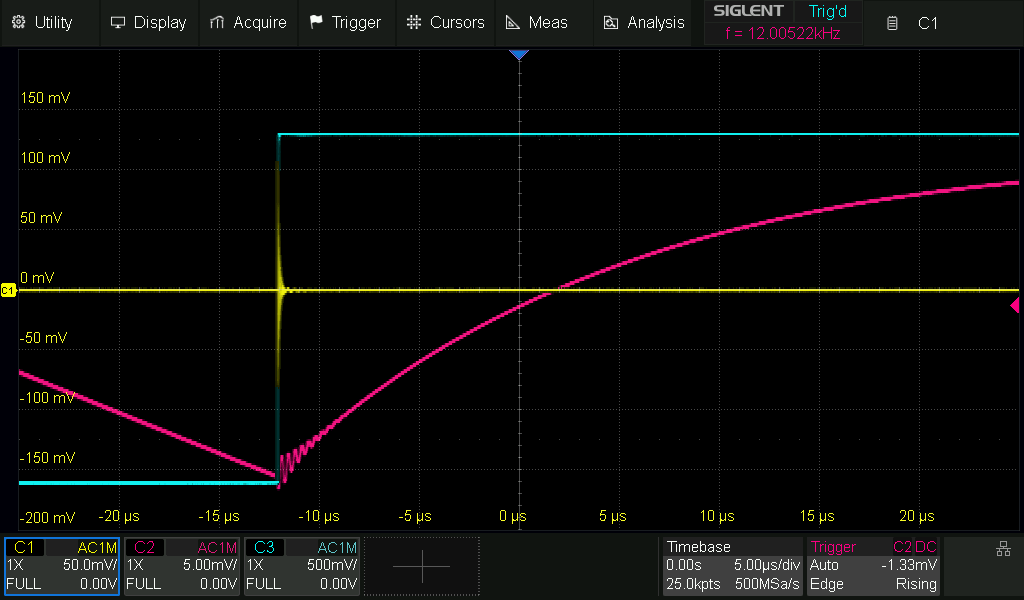 Utility Display Acquire Trigger Cursors Meas Analysis SIGLENT Trig'd C1
f = 12.00522kHz
150 mV
100 mV
50 mV
0 mV
C1
-50 mV
-100 mV
-150 mV
-200 mV -20 µs -15 µs -10 µs -5 µs 0 µs 5 µs 10 µs 15 µs 20 µs
C1 AC1M C2 AC1M C3 AC1M Timebase Trigger C2 DC
1X 50.0mV/ 1X 5.00mV/ 1X 500mV/ 0.00s 5.00µs/div Auto -1.33mV
FULL 0.00V FULL 0.00V FULL 0.00V 25.0kpts 500MSa/s Edge Rising